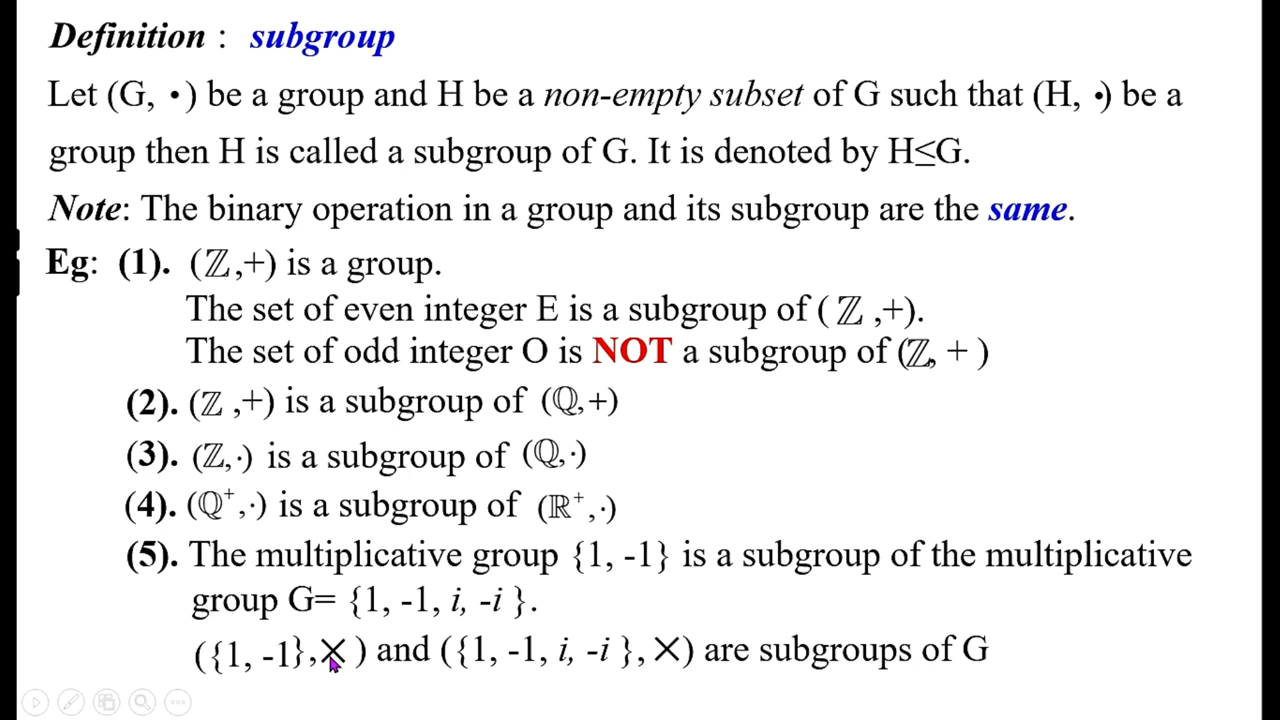 Definition : subgroup
Let (G, •) be a group and H be a non-empty subset of G such that (H, •) be a
group then H is called a subgroup of G. It is denoted by H≤G.
Note: The binary operation in a group and its subgroup are the same.
Eg: (1). (ℤ,+) is a group.
The set of even integer E is a subgroup of ( ℤ ,+).
The set of odd integer O is NOT a subgroup of (ℤ, + )
(2). (ℤ ,+) is a subgroup of (ℚ,+)
(3). (ℤ,·) is a subgroup of (ℚ,·)
(4). (ℚ⁺,·) is a subgroup of (ℝ⁺,·)
(5). The multiplicative group {1, -1} is a subgroup of the multiplicative
group G= {1, -1, i, -i }.
({1, -1},×) and ({1, -1, i, -i }, ×) are subgroups of G